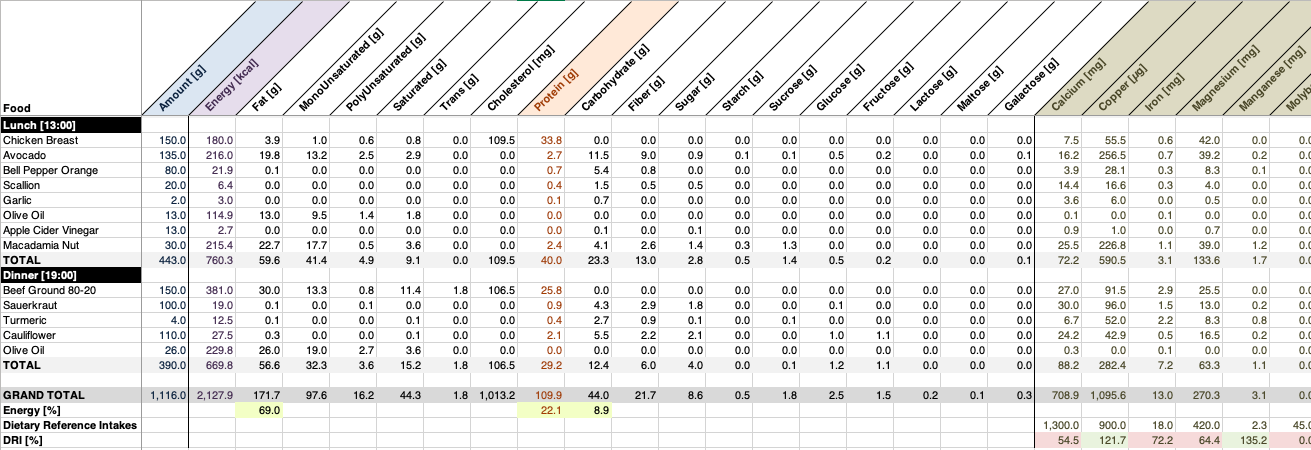 Food Amount [g] Energy [kcal] Fat [g] MonoUnsaturated [g] PolyUnsaturated [g] Saturated [g] Trans [g] Cholesterol [mg] Protein [g] Carbohydrate [g] Fiber [g] Sugar [g] Starch [g] Sucrose [g] Glucose [g] Fruclose [g] Lactose [g] Maltose [g] Galactose [g] Calcium [mg] Copper [µg] Iron [mg] Magnesium [mg] Manganese [mg] Molyb
Lunch [13:00]
Chicken Breast 150.0 180.0 3.9 1.0 0.6 0.8 0.0 109.5 33.8 0.0 0.0 0.0 0.0 0.0 0.0 0.0 0.0 0.0 0.0 7.5 55.5 0.6 42.0 0.0 0.0
Avocado 135.0 216.0 19.8 13.2 2.5 2.9 0.0 0.0 2.7 11.5 9.0 0.9 0.1 0.1 0.5 0.2 0.0 0.0 0.1 16.2 256.5 0.7 39.2 0.2 0.0
Bell Pepper Orange 80.0 21.9 0.1 0.0 0.0 0.0 0.0 0.0 0.7 5.4 0.8 0.0 0.0 0.0 0.0 0.0 0.0 0.0 0.0 3.9 28.1 0.3 8.3 0.1 0.0
Scallion 20.0 6.4 0.0 0.0 0.0 0.0 0.0 0.0 0.4 1.5 0.5 0.5 0.0 0.0 0.0 0.0 0.0 0.0 0.0 14.4 16.6 0.3 4.0 0.0 0.0
Garlic 2.0 3.0 0.0 0.0 0.0 0.0 0.0 0.0 0.1 0.7 0.0 0.0 0.0 0.0 0.0 0.0 0.0 0.0 0.0 3.6 6.0 0.0 0.5 0.0 0.0
Olive Oil 13.0 114.9 13.0 9.5 1.4 1.8 0.0 0.0 0.0 0.0 0.0 0.0 0.0 0.0 0.0 0.0 0.0 0.0 0.0 0.1 0.0 0.1 0.0 0.0 0.0
Apple Cider Vinegar 13.0 2.7 0.0 0.0 0.0 0.0 0.0 0.0 0.0 0.1 0.0 0.1 0.0 0.0 0.0 0.0 0.0 0.0 0.0 0.9 1.0 0.0 0.7 0.0 0.0
Macadamia Nut 30.0 215.4 22.7 17.7 0.5 3.6 0.0 0.0 2.4 4.1 2.6 1.4 0.3 1.3 0.0 0.0 0.0 0.0 0.0 25.5 226.8 1.1 39.0 1.2 0.0
TOTAL 443.0 760.3 59.6 41.4 4.9 9.1 0.0 109.5 40.0 23.3 13.0 2.8 0.5 1.4 0.5 0.2 0.0 0.0 0.1 72.2 590.5 3.1 133.6 1.7 0.0
Dinner [19:00]
Beef Ground 80-20 150.0 381.0 30.0 13.3 0.8 11.4 1.8 106.5 25.8 0.0 0.0 0.0 0.0 0.0 0.0 0.0 0.0 0.0 0.0 27.0 91.5 2.9 25.5 0.0 0.0
Sauerkraut 100.0 19.0 0.1 0.0 0.1 0.0 0.0 0.0 0.9 4.3 2.9 1.8 0.0 0.0 0.1 0.0 0.0 0.0 0.0 30.0 96.0 1.5 13.0 0.2 0.0
Turmeric 4.0 12.5 0.1 0.0 0.0 0.1 0.0 0.0 0.4 2.7 0.9 0.1 0.0 0.1 0.0 0.0 0.0 0.0 0.0 6.7 52.0 2.2 8.3 0.8 0.0
Cauliflower 110.0 27.5 0.3 0.0 0.0 0.1 0.0 0.0 2.1 5.5 2.2 2.1 0.0 0.0 1.0 1.1 0.0 0.0 0.0 24.2 42.9 0.5 16.5 0.2 0.0
Olive Oil 26.0 229.8 26.0 19.0 2.7 3.6 0.0 0.0 0.0 0.0 0.0 0.0 0.0 0.0 0.0 0.0 0.0 0.0 0.0 0.3 0.0 0.1 0.0 0.0 0.0
TOTAL 390.0 669.8 56.6 32.3 3.6 15.2 1.8 106.5 29.2 12.4 6.0 4.0 0.0 0.1 1.2 1.1 0.0 0.0 0.0 88.2 282.4 7.2 63.3 1.1 0.0
GRAND TOTAL 1,116.0 2,127.9 171.7 97.6 16.2 44.3 1.8 1,013.2 109.9 44.0 21.7 8.6 0.5 1.8 2.5 1.5 0.2 0.1 0.3 708.9 1,095.6 13.0 270.3 3.1 0.0
Energy [%] 69.0 22.1 8.9
Dietary Reference Intakes 1,300.0 900.0 18.0 420.0 2.3 45.0
DRI [%] 54.5 121.7 72.2 64.4 135.2 0.0